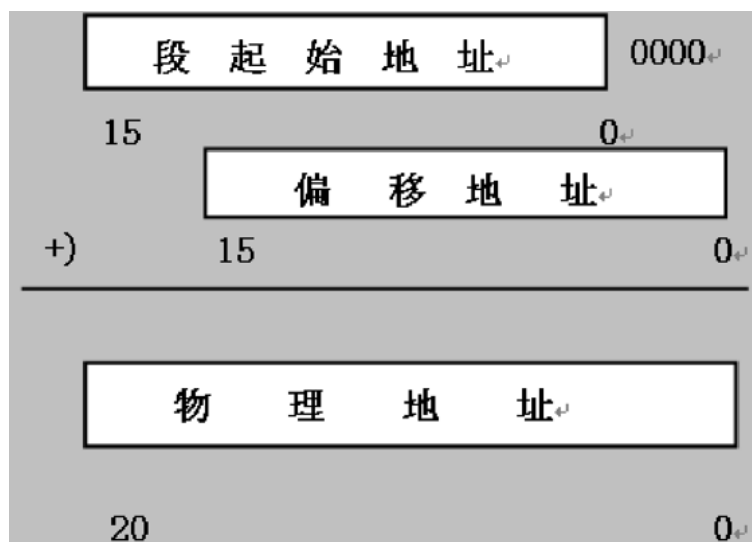 段 起 始 地 址 0000
15 0
偏 移 地 址
+) 15 0
物 理 地 址
20 0